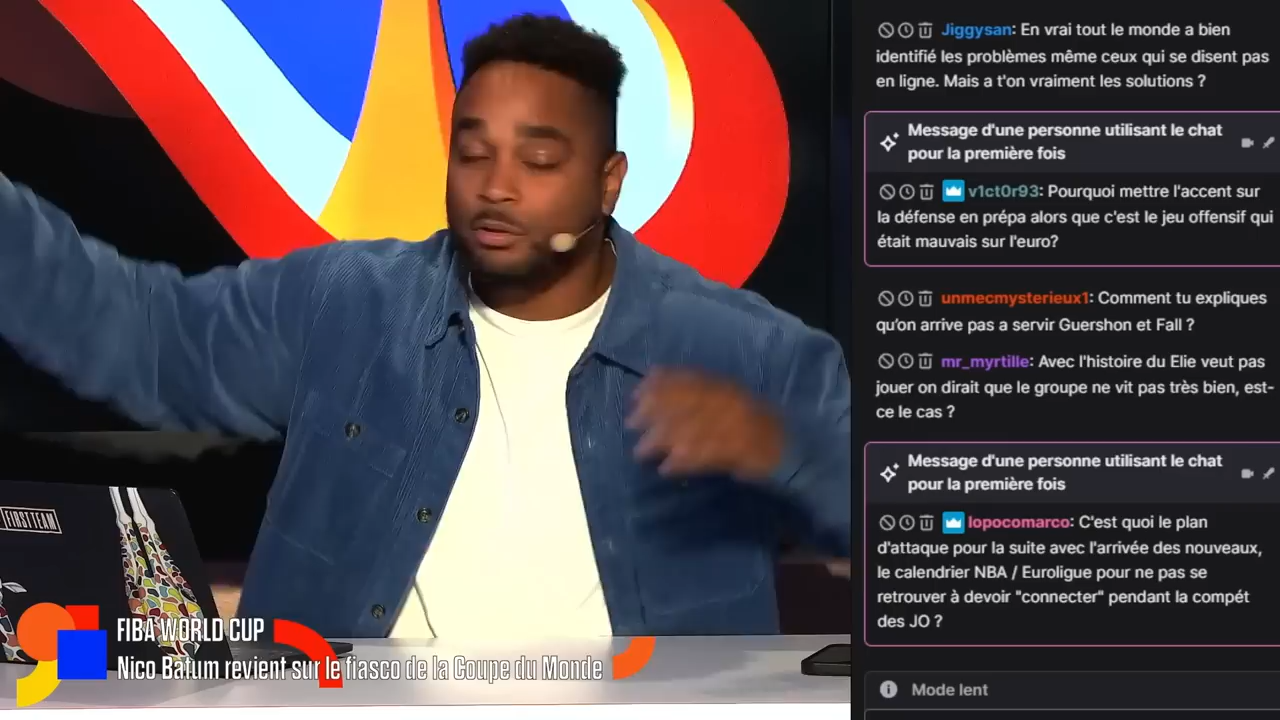 Jiggysan: En vrai tout le monde a bien
identifié les problèmes même ceux qui se disent pas
en ligne. Mais a t'on vraiment les solutions ?
Message d'une personne utilisant le chat
pour la première fois
v1ct0r93: Pourquoi mettre l'accent sur
la défense en prépa alors que c'est le jeu offensif qui
était mauvais sur l'euro?
unmecmysterieux1: Comment tu expliques
qu'on arrive pas a servir Guershon et Fall ?
mr_myrtille: Avec l'histoire du Elie veut pas
jouer on dirait que le groupe ne vit pas très bien, est-
ce le cas ?
Message d'une personne utilisant le chat
pour la première fois
lopocomarco: C'est quoi le plan
d'attaque pour la suite avec l'arrivée des nouveaux,
le calendrier NBA / Euroligue pour ne pas se
retrouver à devoir "connecter" pendant la compét
des JO ?
Mode lent
FIRST TEAM
FIBA WORLD CUP
Nico Batum revient sur le fiasco de la Coupe du Monde